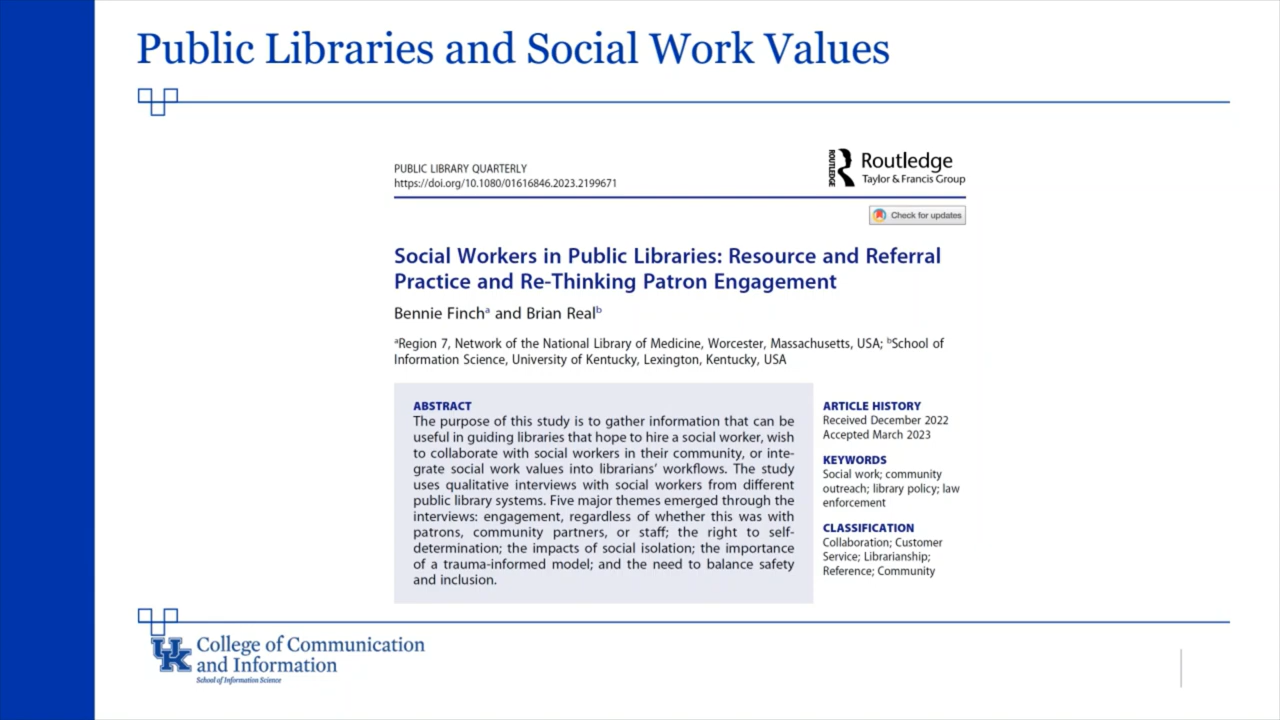 Public Libraries and Social Work Values
PUBLIC LIBRARY QUARTERLY
https://doi.org/10.1080/01616846.2023.2199671
ROUTLEDGE
Routledge
Taylor & Francis Group
Check for updates
Social Workers in Public Libraries: Resource and Referral
Practice and Re-Thinking Patron Engagement
Bennie Finchᵃ and Brian Realᵇ
ᵃRegion 7, Network of the National Library of Medicine, Worcester, Massachusetts, USA; ᵇSchool of
Information Science, University of Kentucky, Lexington, Kentucky, USA
ABSTRACT
The purpose of this study is to gather information that can be
useful in guiding libraries that hope to hire a social worker, wish
to collaborate with social workers in their community, or inte-
grate social work values into librarians’ workflows. The study
uses qualitative interviews with social workers from different
public library systems. Five major themes emerged through the
interviews: engagement, regardless of whether this was with
patrons, community partners, or staff; the right to self-
determination; the impacts of social isolation; the importance
of a trauma-informed model; and the need to balance safety
and inclusion.
ARTICLE HISTORY
Received December 2022
Accepted March 2023
KEYWORDS
Social work; community
outreach; library policy; law
enforcement
CLASSIFICATION
Collaboration; Customer
Service; Librarianship;
Reference; Community
UK
College of Communication
and Information
School of Information Science